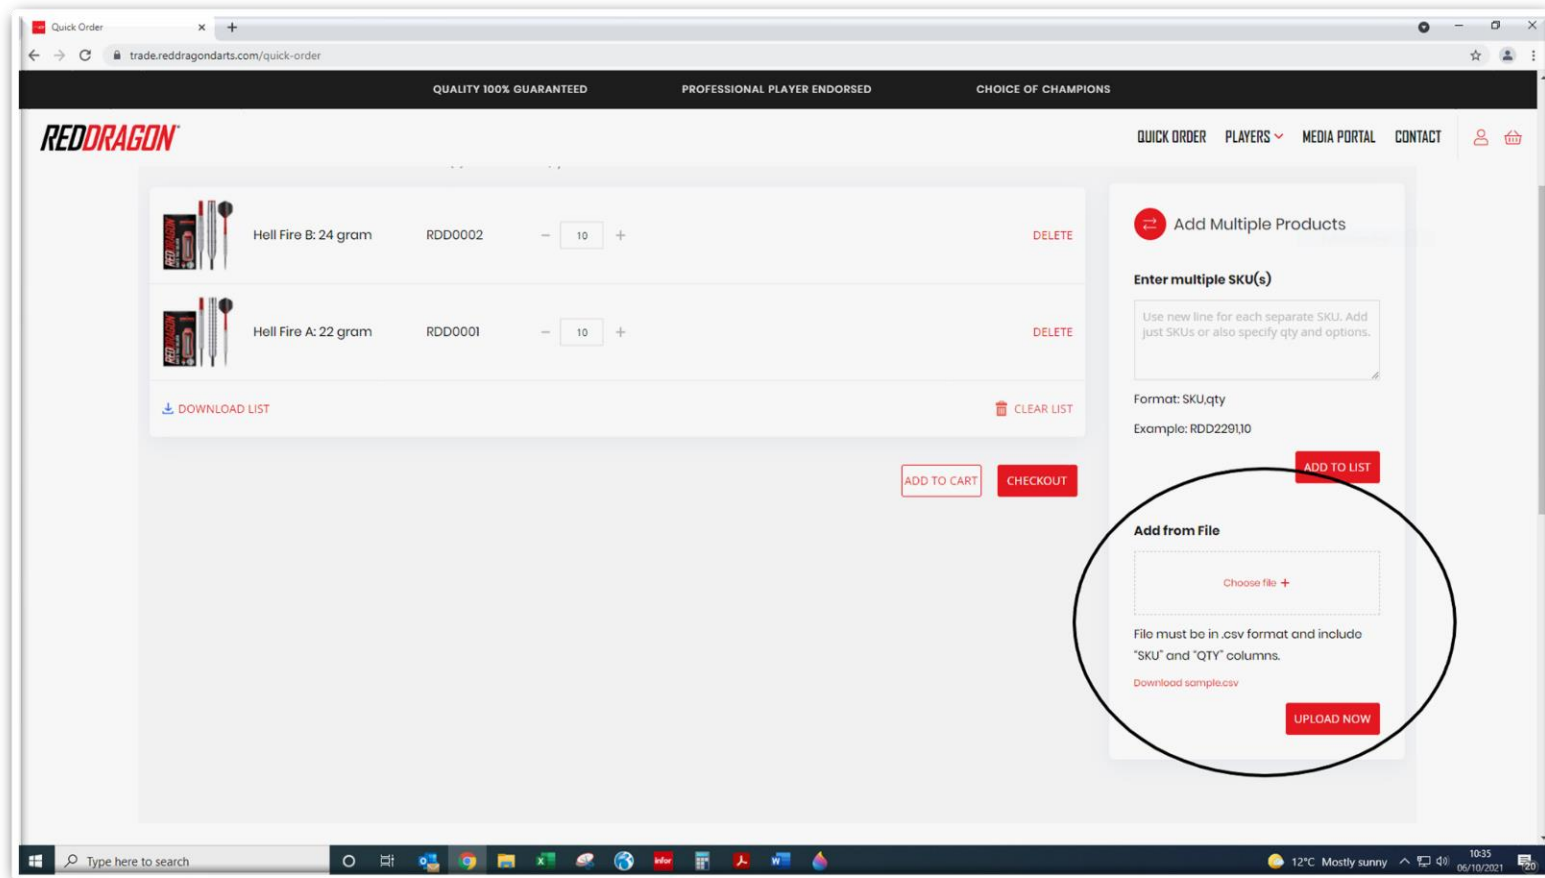 Quick Order
trade.reddragondarts.com/quick-order
QUALITY 100% GUARANTEED PROFESSIONAL PLAYER ENDORSED CHOICE OF CHAMPIONS
REDDRAGON QUICK ORDER PLAYERS MEDIA PORTAL CONTACT
Hell Fire B: 24 gram RDD0002 − 10 + DELETE
Hell Fire A: 22 gram RDD0001 − 10 + DELETE
DOWNLOAD LIST CLEAR LIST
ADD TO CART CHECKOUT
Add Multiple Products
Enter multiple SKU(s)
Use new line for each separate SKU. Add
just SKUs or also specify qty and options.
Format: SKU,qty
Example: RDD2291,10
ADD TO LIST
Add from File
Choose file +
File must be in .csv format and include
"SKU" and "QTY" columns.
Download sample.csv
UPLOAD NOW
Type here to search infor 12°C Mostly sunny 10:35
06/10/2021 20